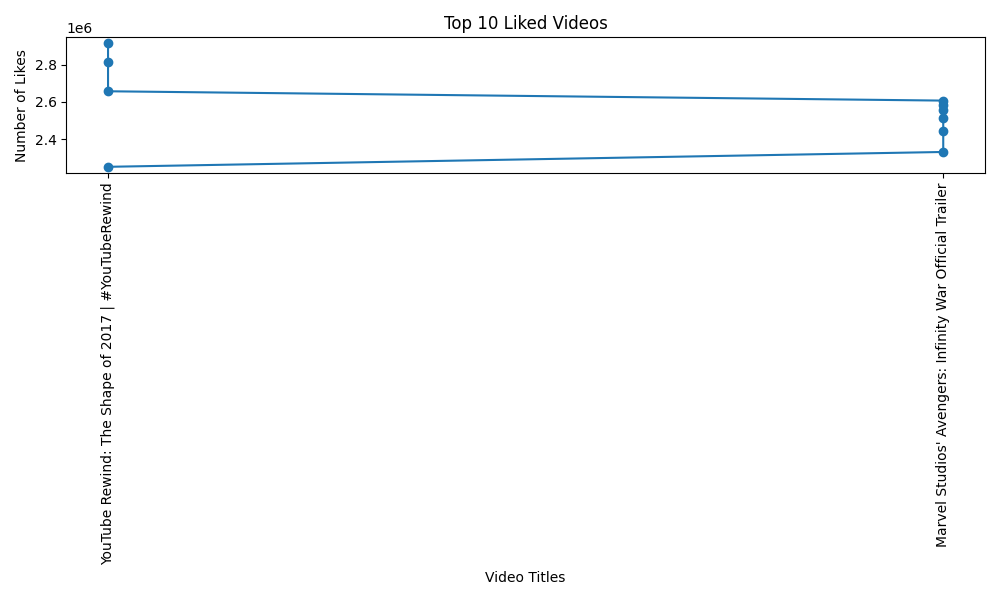 Top 10 Liked Videos
1e6
2.8
2.6
2.4
Number of Likes
YouTube Rewind: The Shape of 2017 | #YouTubeRewind
Marvel Studios' Avengers: Infinity War Official Trailer
Video Titles